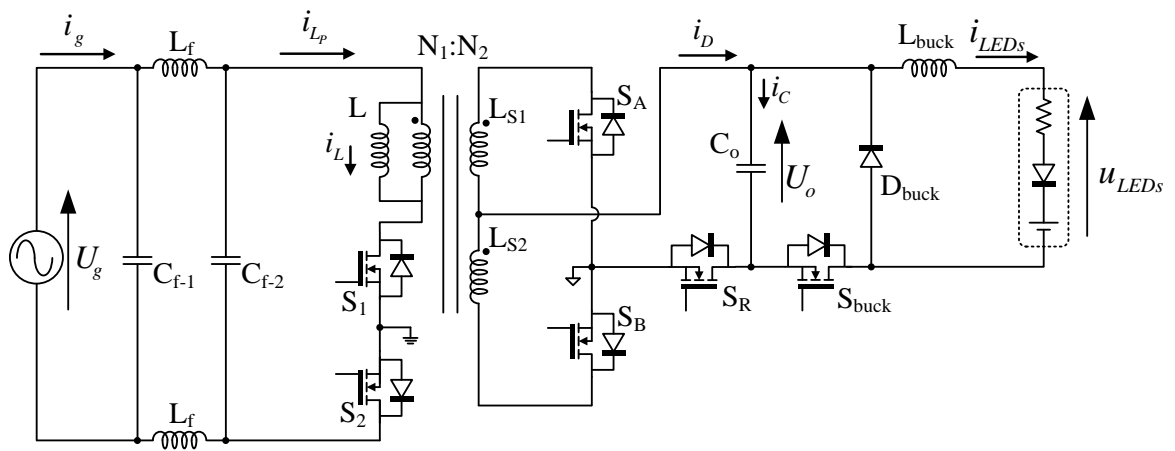 i_g
L_f
i_{L_P}
N_1:N_2
i_D
L_buck
i_LEDs
L
i_L
L_S1
S_A
i_C
C_o
U_o
D_buck
u_LEDs
U_g
C_f-1
C_f-2
S_1
L_S2
S_R
S_buck
S_B
S_2
L_f